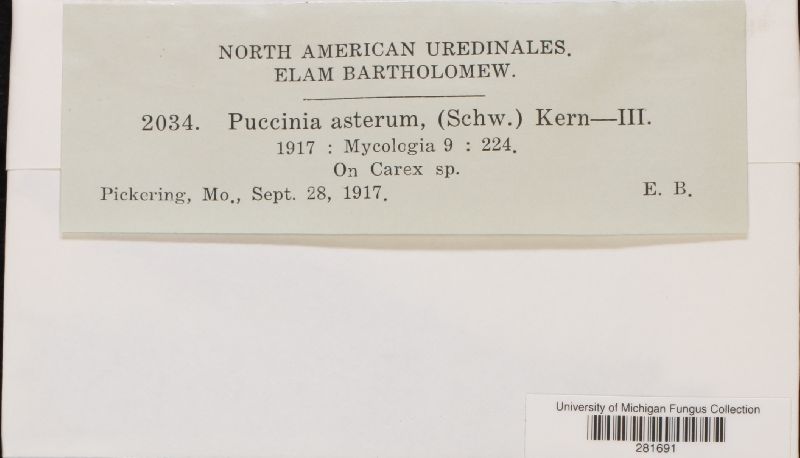 NORTH AMERICAN UREDINALES.
ELAM BARTHOLOMEW.
2034. Puccinia asterum, (Schw.) Kern—III.
1917 : Mycologia 9 : 224.
On Carex sp.
Pickering, Mo., Sept. 28, 1917. E. B.
University of Michigan Fungus Collection
281691